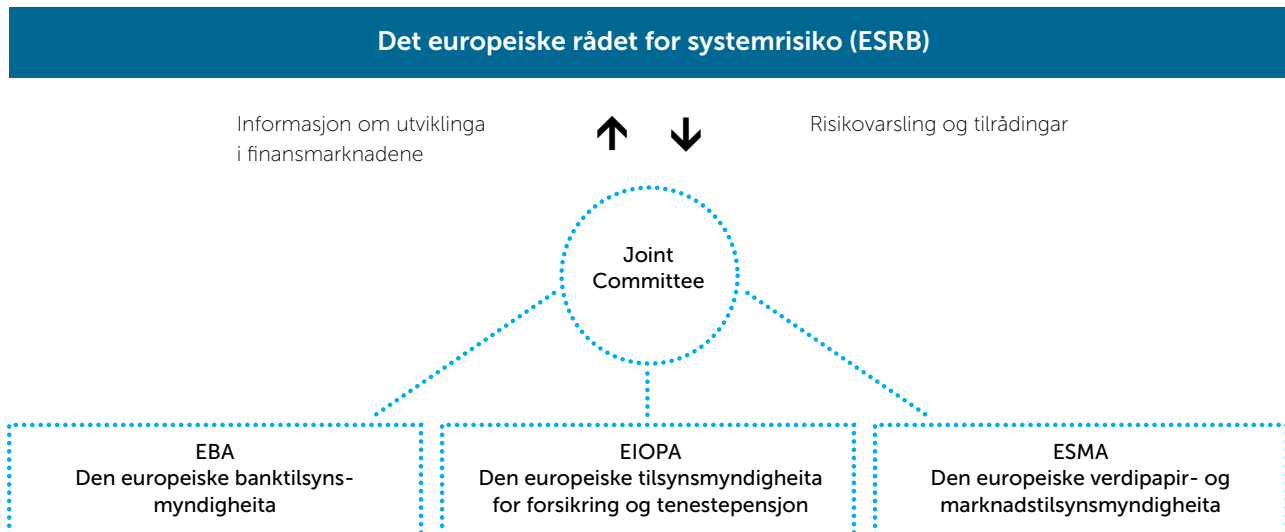 Det europeiske rådet for systemrisiko (ESRB)
Informasjon om utviklinga
i finansmarknadene
Risikovarsling og tilrådingar
Joint
Committee
EBA
Den europeiske banktilsyns-
myndigheita
EIOPA
Den europeiske tilsynsmyndigheita
for forsikring og tenestepensjon
ESMA
Den europeiske verdipapir- og
marknadstilsynsmyndigheita